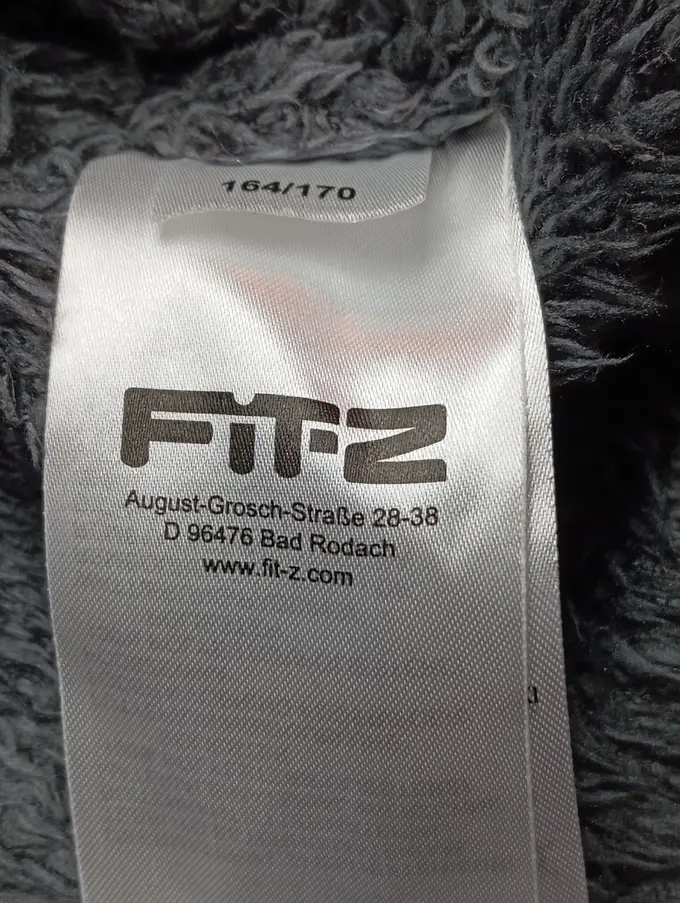 164/170
FiT-Z
August-Grosch-Straße 28-38
D 96476 Bad Rodach
www.fit-z.com